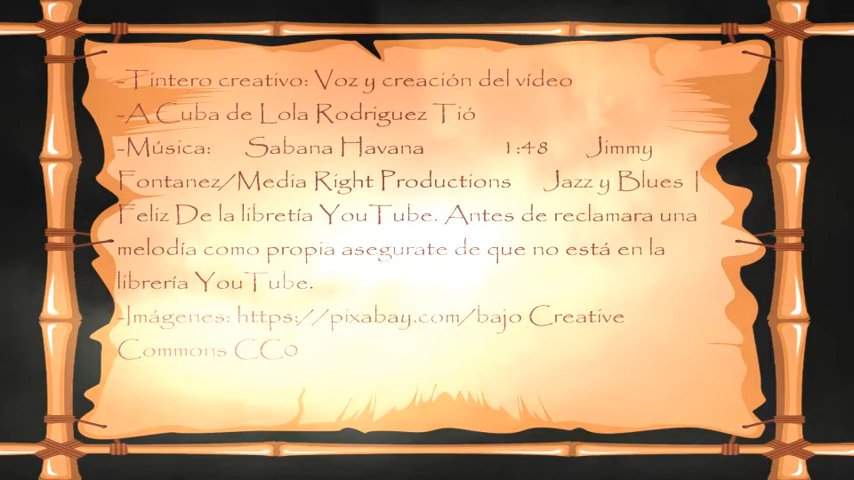 -Tintero creativo: Voz y creación del vídeo
-A Cuba de Lola Rodriguez Tió
-Música: Sabana Havana 1:48 Jimmy
Fontanez/Media Right Productions Jazz y Blues |
Feliz De la libretía YouTube. Antes de reclamara una
melodía como propia asegurate de que no está en la
librería YouTube.
-Imágenes: https://pixabay.com/bajo Creative
Commons CC0